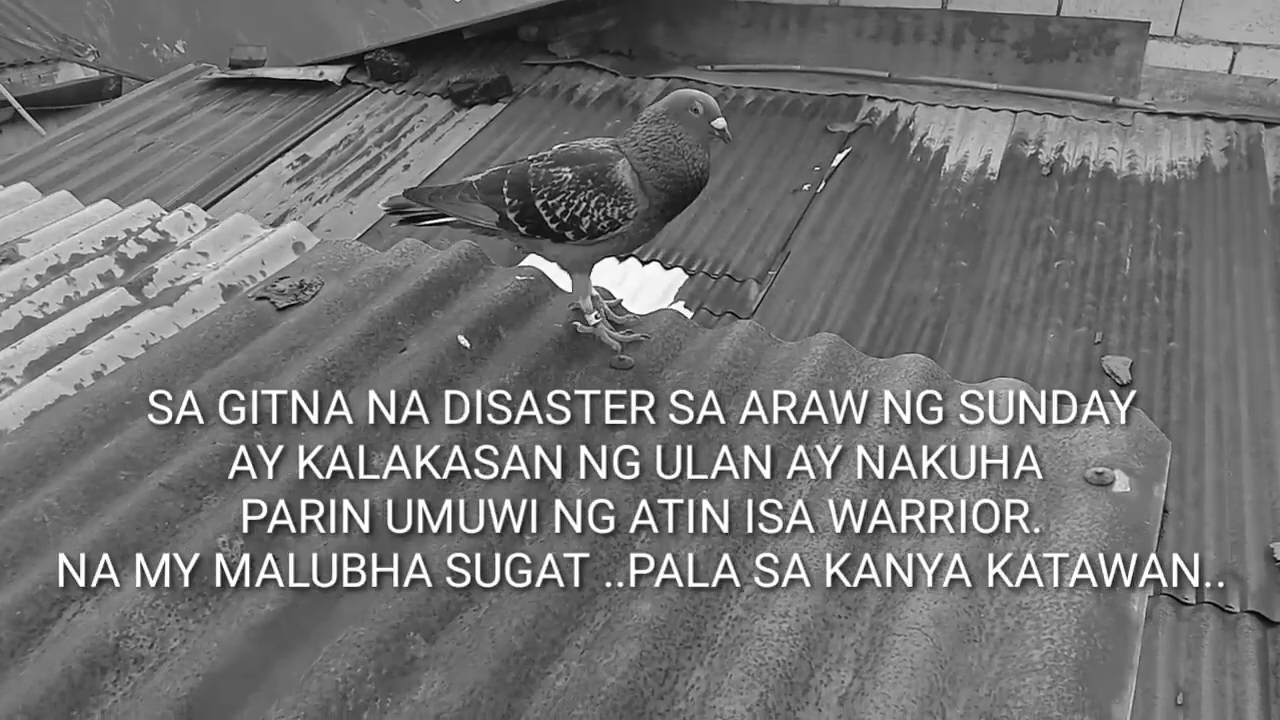 SA GITNA NA DISASTER SA ARAW NG SUNDAY
AY KALAKASAN NG ULAN AY NAKUHA
PARIN UMUWI NG ATIN ISA WARRIOR.
NA MY MALUBHA SUGAT ..PALA SA KANYA KATAWAN..